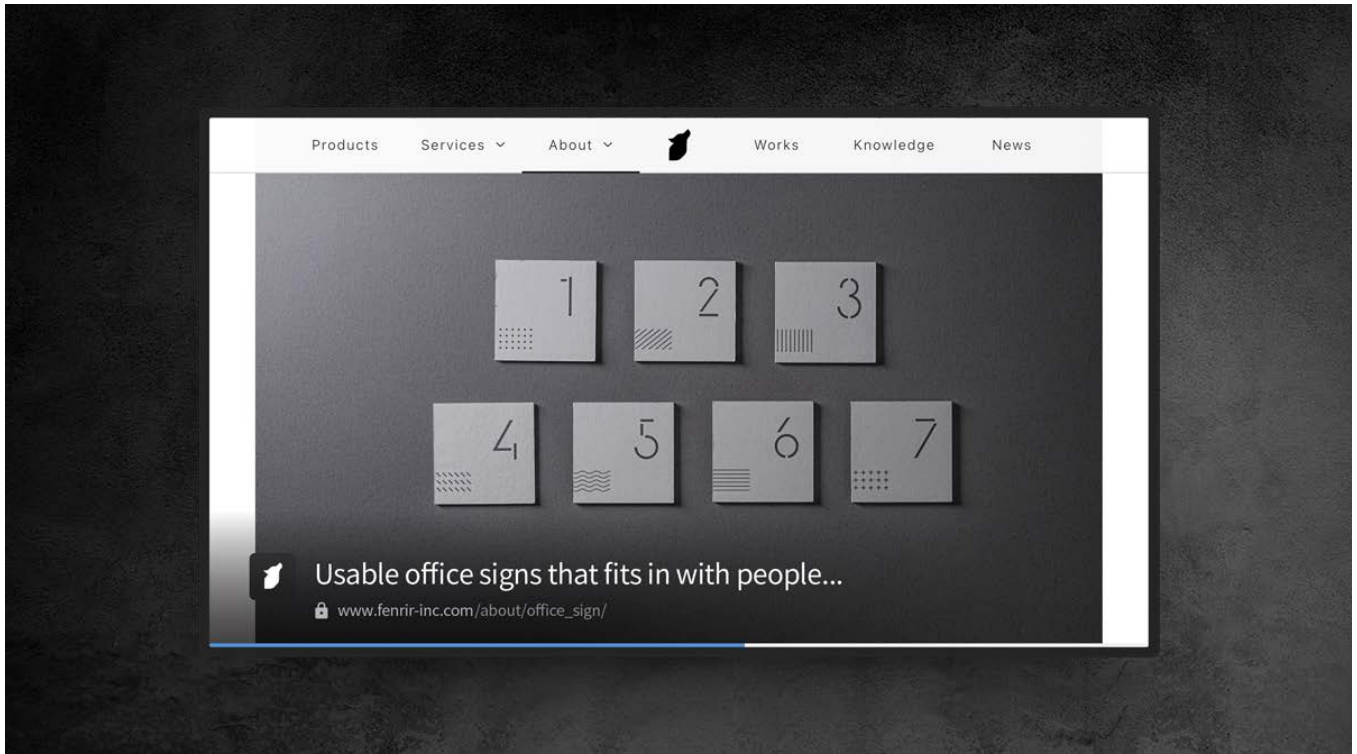 Products Services About Works Knowledge News
1 2 3
4 5 6 7
Usable office signs that fits in with people...
www.fenrir-inc.com/about/office_sign/